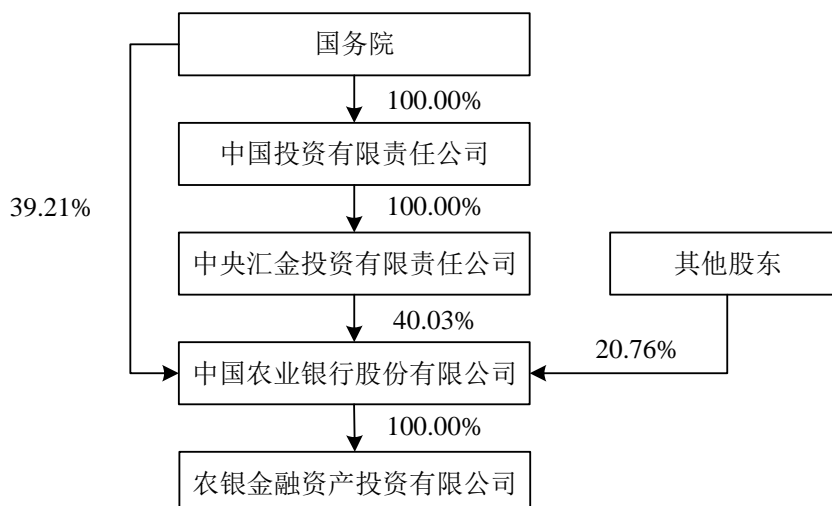 国务院
100.00%
中国投资有限责任公司
39.21%
100.00%
中央汇金投资有限责任公司
其他股东
40.03%
20.76%
中国农业银行股份有限公司
100.00%
农银金融资产投资有限公司